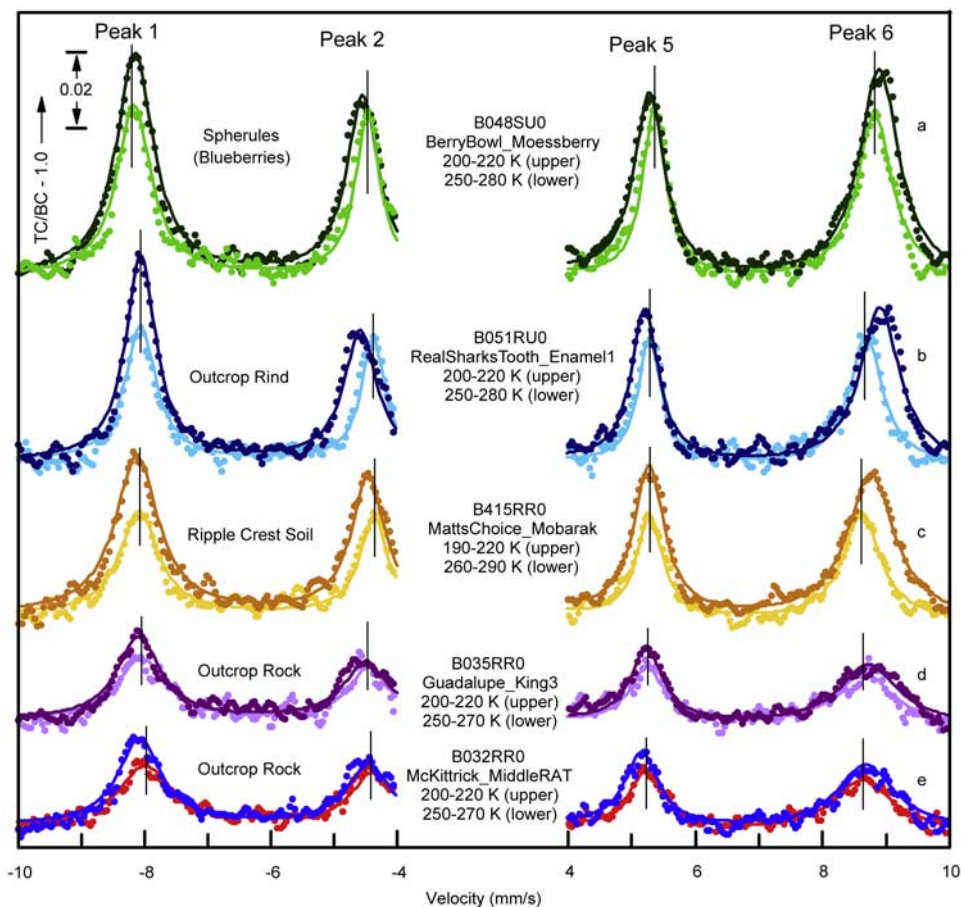 Peak 1
Peak 2
Peak 5
Peak 6
0.02
TC/BC - 1.0
Spherules
(Blueberries)
B048SU0
BerryBowl_Moessberry
200-220 K (upper)
250-280 K (lower)
a
Outcrop Rind
B051RU0
RealSharksTooth_Enamel1
200-220 K (upper)
250-280 K (lower)
b
Ripple Crest Soil
B415RR0
MattsChoice_Mobarak
190-220 K (upper)
260-290 K (lower)
c
Outcrop Rock
B035RR0
Guadalupe_King3
200-220 K (upper)
250-270 K (lower)
d
Outcrop Rock
B032RR0
McKittrick_MiddleRAT
200-220 K (upper)
250-270 K (lower)
e
-10 -8 -6 -4 4 6 8 10
Velocity (mm/s)